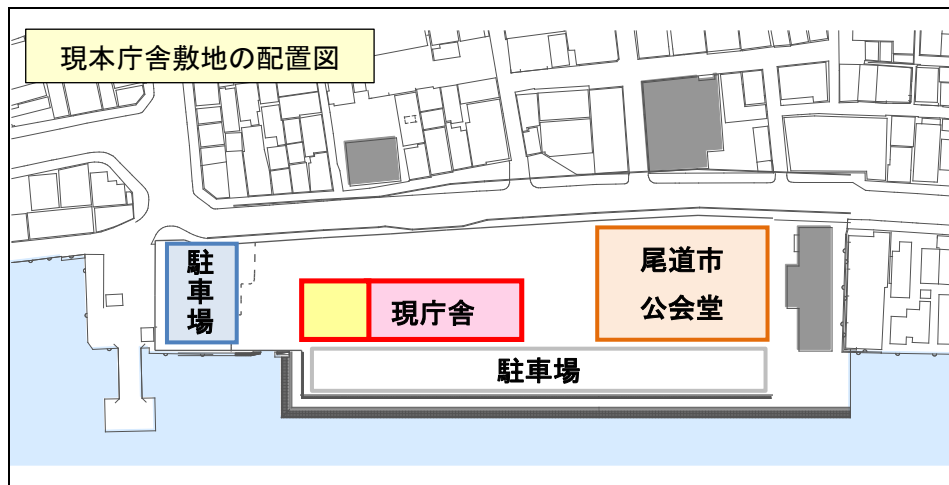 現本庁舎敷地の配置図
駐車場
現庁舎
尾道市
公会堂
駐車場